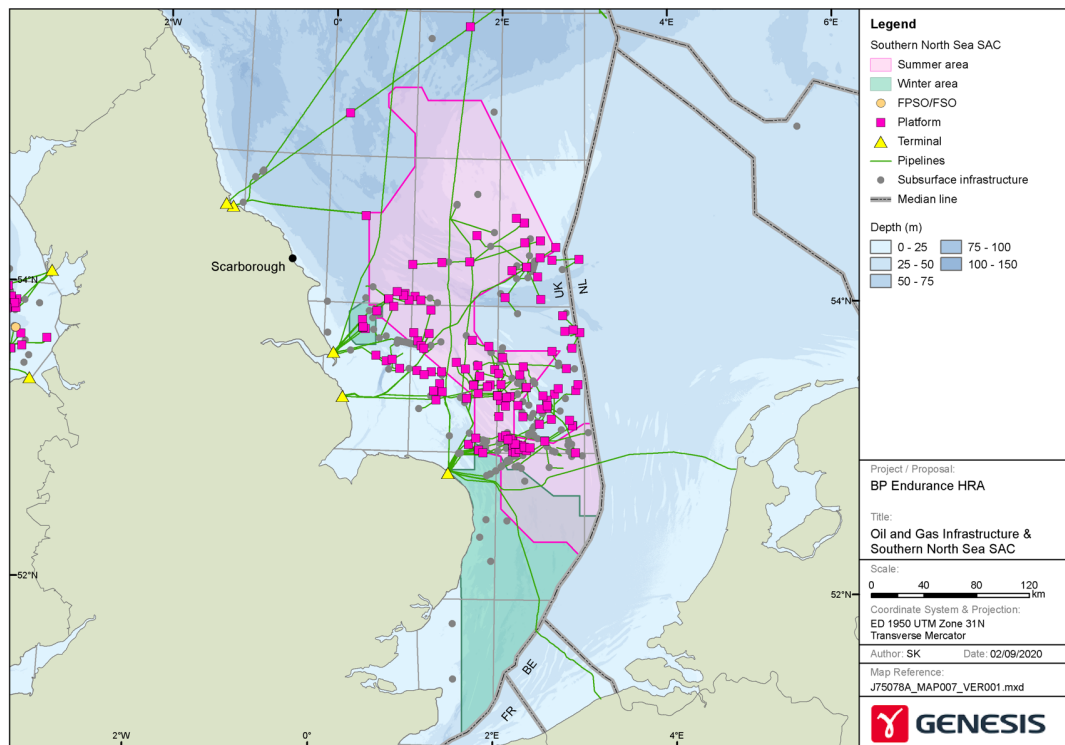 2°W
0°
2°E
4°E
6°E
54°N
54°N
Scarborough
UK
NL
52°N
52°N
BE
FR
2°W
0°
2°E
4°E
Legend
Southern North Sea SAC
Summer area
Winter area
FPSO/FSO
Platform
Terminal
Pipelines
Subsurface infrastructure
Median line
Depth (m)
0 - 25
75 - 100
25 - 50
100 - 150
50 - 75
Project / Proposal:
BP Endurance HRA
Title:
Oil and Gas Infrastructure &
Southern North Sea SAC
Scale:
0 40 80 120
km
Coordinate System & Projection:
ED 1950 UTM Zone 31N
Transverse Mercator
Author: SK Date: 02/09/2020
Map Reference:
J75078A_MAP007_VER001.mxd
GENESIS